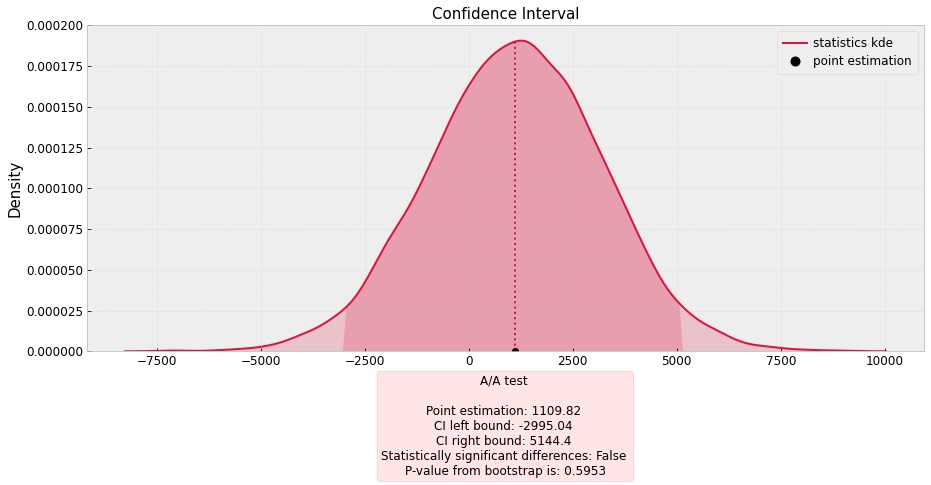 Confidence Interval
0.000200
0.000175
0.000150
0.000125
0.000100
0.000075
0.000050
0.000025
0.000000
Density
statistics kde
point estimation
−7500
−5000
−2500
0
2500
5000
7500
10000
A/A test
Point estimation: 1109.82
CI left bound: -2995.04
CI right bound: 5144.4
Statistically significant differences: False
P-value from bootstrap is: 0.5953